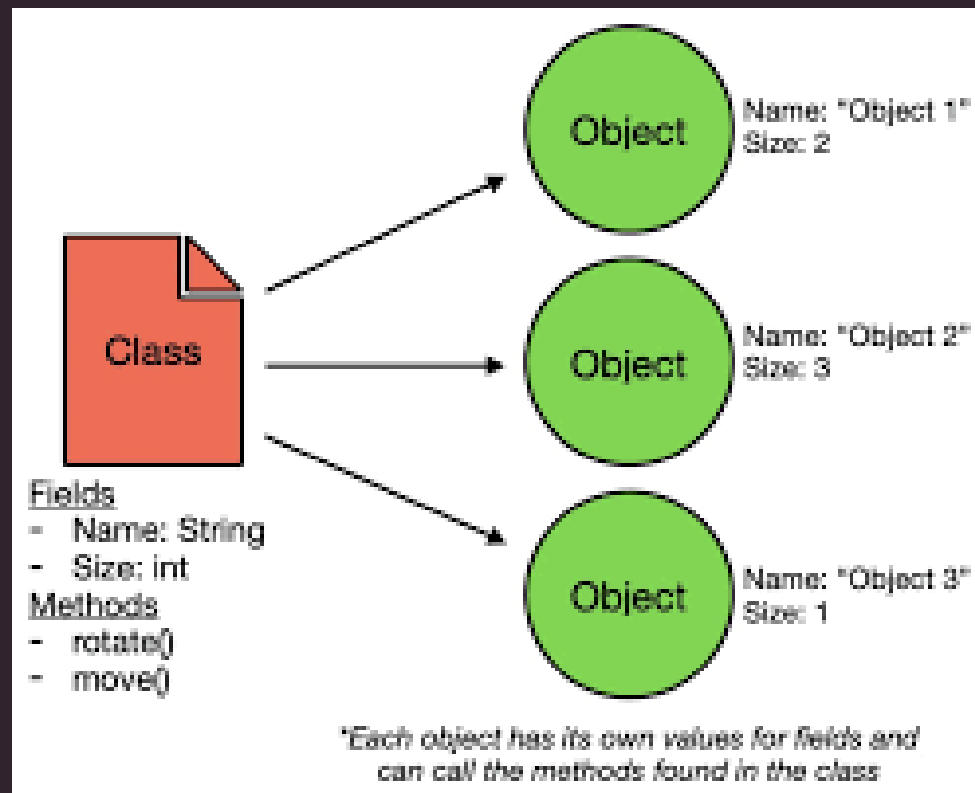 Class
Fields
- Name: String
- Size: int
Methods
- rotate()
- move()
Object
Name: "Object 1"
Size: 2
Object
Name: "Object 2"
Size: 3
Object
Name: "Object 3"
Size: 1
*Each object has its own values for fields and
can call the methods found in the class